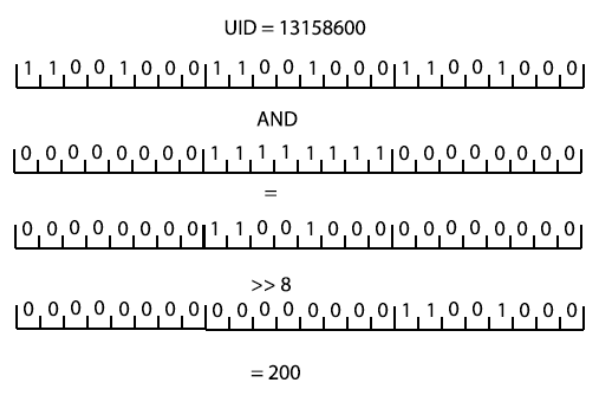 UID = 13158600
1 1 0 0 1 0 0 0 1 1 0 0 1 0 0 0 1 1 0 0 1 0 0 0
AND
0 0 0 0 0 0 0 0 1 1 1 1 1 1 1 1 0 0 0 0 0 0 0 0
=
0 0 0 0 0 0 0 0 1 1 0 0 1 0 0 0 0 0 0 0 0 0 0 0
>> 8
0 0 0 0 0 0 0 0 0 0 0 0 0 0 0 0 1 1 0 0 1 0 0 0
= 200